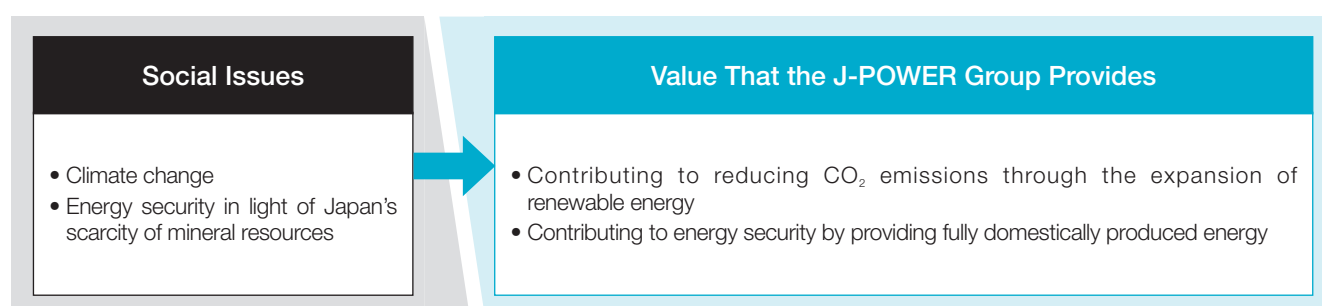 Social Issues
• Climate change
• Energy security in light of Japan's
scarcity of mineral resources
Value That the J-POWER Group Provides
• Contributing to reducing CO₂ emissions through the expansion of
renewable energy
• Contributing to energy security by providing fully domestically produced energy